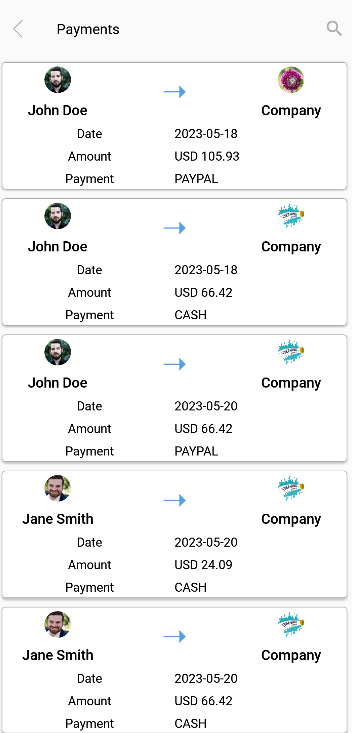 Payments
John Doe Company
Date 2023-05-18
Amount USD 105.93
Payment PAYPAL
John Doe Company
Date 2023-05-18
Amount USD 66.42
Payment CASH
John Doe Company
Date 2023-05-20
Amount USD 66.42
Payment PAYPAL
Jane Smith Company
Date 2023-05-20
Amount USD 24.09
Payment CASH
Jane Smith Company
Date 2023-05-20
Amount USD 66.42
Payment CASH